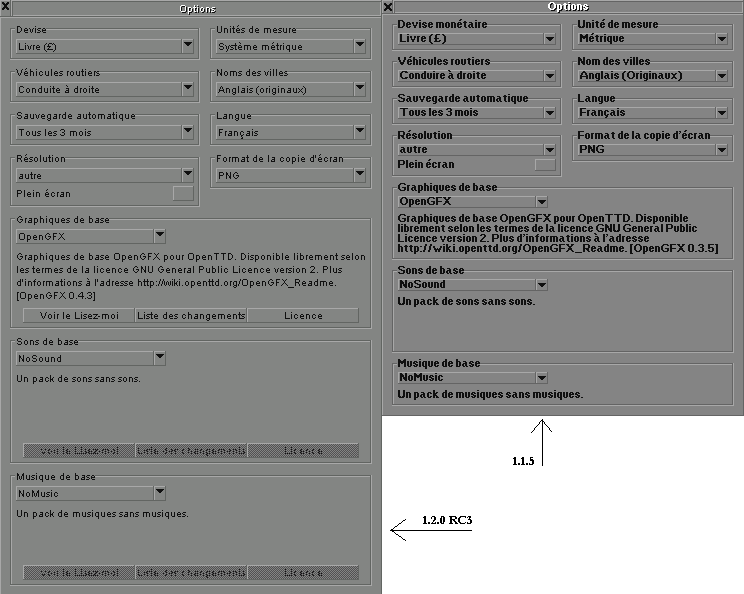 Options
Devise
Livre (£)
Unités de mesure
Système métrique
Véhicules routiers
Conduite à droite
Noms des villes
Anglais (originaux)
Sauvegarde automatique
Tous les 3 mois
Langue
Français
Résolution
autre
Plein écran
Format de la copie d'écran
PNG
Graphiques de base
OpenGFX
Graphiques de base OpenGFX pour OpenTTD. Disponible librement selon
les termes de la licence GNU General Public Licence version 2. Plus
d'informations à l'adresse http://wiki.openttd.org/OpenGFX_Readme.
[OpenGFX 0.4.3]
Voir le Lisez-moi
Liste des changements
Licence
Sons de base
NoSound
Un pack de sons sans sons.
Voir le Lisez-moi
Liste des changements
Licence
Musique de base
NoMusic
Un pack de musiques sans musiques.
Voir le Lisez-moi
Liste des changements
Licence
Options
Devise monétaire
Livre (£)
Unité de mesure
Métrique
Véhicules routiers
Conduire à droite
Nom des villes
Anglais (Originaux)
Sauvegarde automatique
Tous les 3 mois
Langue
Français
Résolution
autre
Plein écran
Format de la copie d'écran
PNG
Graphiques de base
OpenGFX
Graphiques de base OpenGFX pour OpenTTD. Disponible
librement selon les termes de la licence GNU General Public
Licence version 2. Plus d'informations à l'adresse
http://wiki.openttd.org/OpenGFX_Readme. [OpenGFX 0.3.5]
Sons de base
NoSound
Un pack de sons sans sons.
Musique de base
NoMusic
Un pack de musiques sans musiques.
1.1.5
1.2.0 RC3